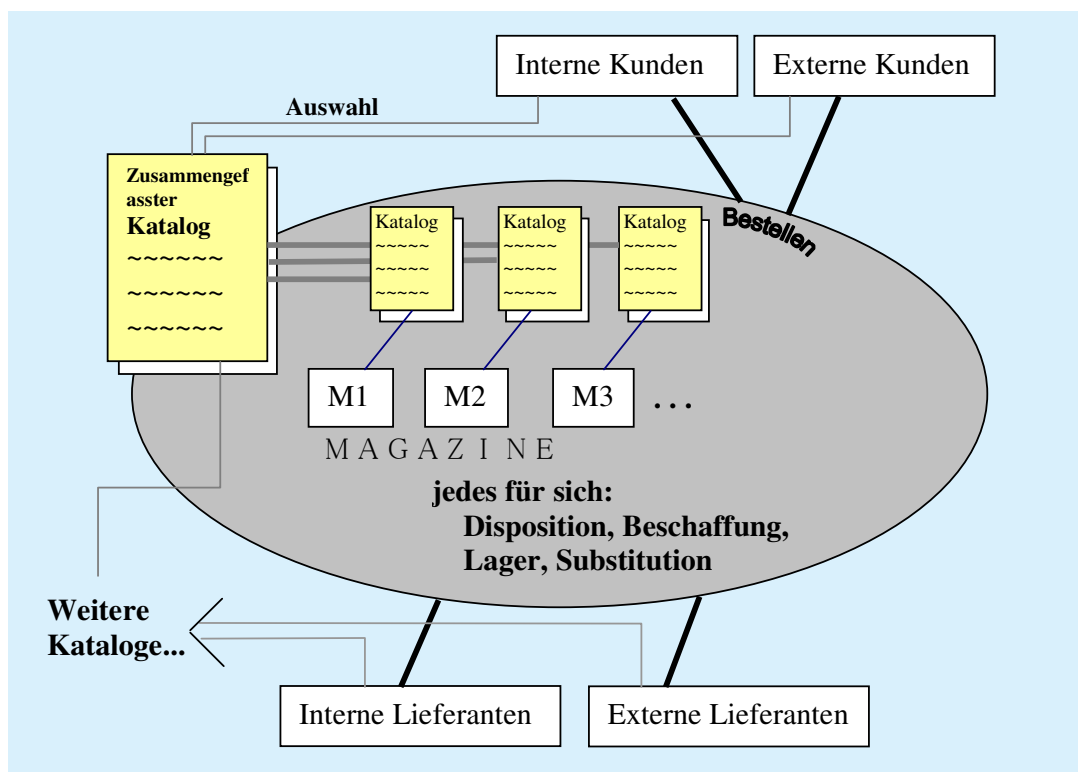 Interne Kunden
Externe Kunden
Auswahl
Zusammengef
asster
Katalog
~~~~~~
~~~~~~
~~~~~~
Katalog
~~~~~
~~~~~
~~~~~
Katalog
~~~~~
~~~~~
~~~~~
Katalog
~~~~~
~~~~~
~~~~~
Bestellen
M1
M2
M3
...
MAGAZINE
jedes für sich:
Disposition, Beschaffung,
Lager, Substitution
Weitere
Kataloge...
Interne Lieferanten
Externe Lieferanten